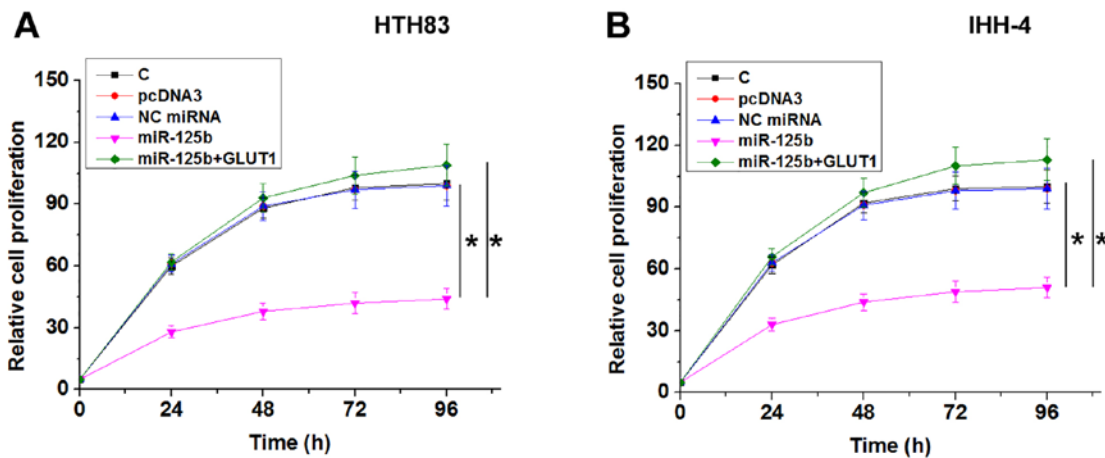 A
HTH83
C
pcDNA3
NC miRNA
miR-125b
miR-125b+GLUT1
150
120
90
60
30
0
Relative cell proliferation
* *
0 24 48 72 96
Time (h)
B
IHH-4
C
pcDNA3
NC miRNA
miR-125b
miR-125b+GLUT1
150
120
90
60
30
0
Relative cell proliferation
* *
0 24 48 72 96
Time (h)